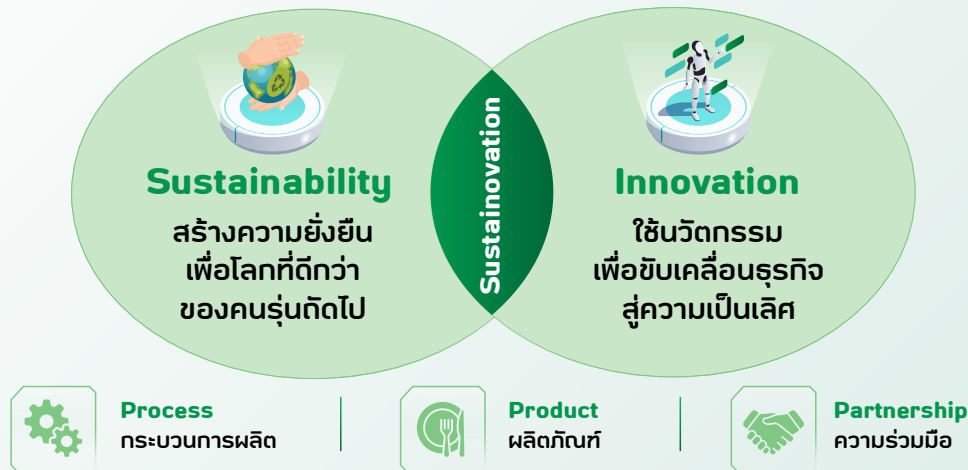 Sustainability
สร้างความยั่งยืน
เพื่อโลกที่ดีกว่า
ของคนรุ่นถัดไป
Sustainovation
Innovation
ใช้นวัตกรรม
เพื่อขับเคลื่อนธุรกิจ
สู่ความเป็นเลิศ
Process
กระบวนการผลิต
Product
ผลิตภัณฑ์
Partnership
ความร่วมมือ